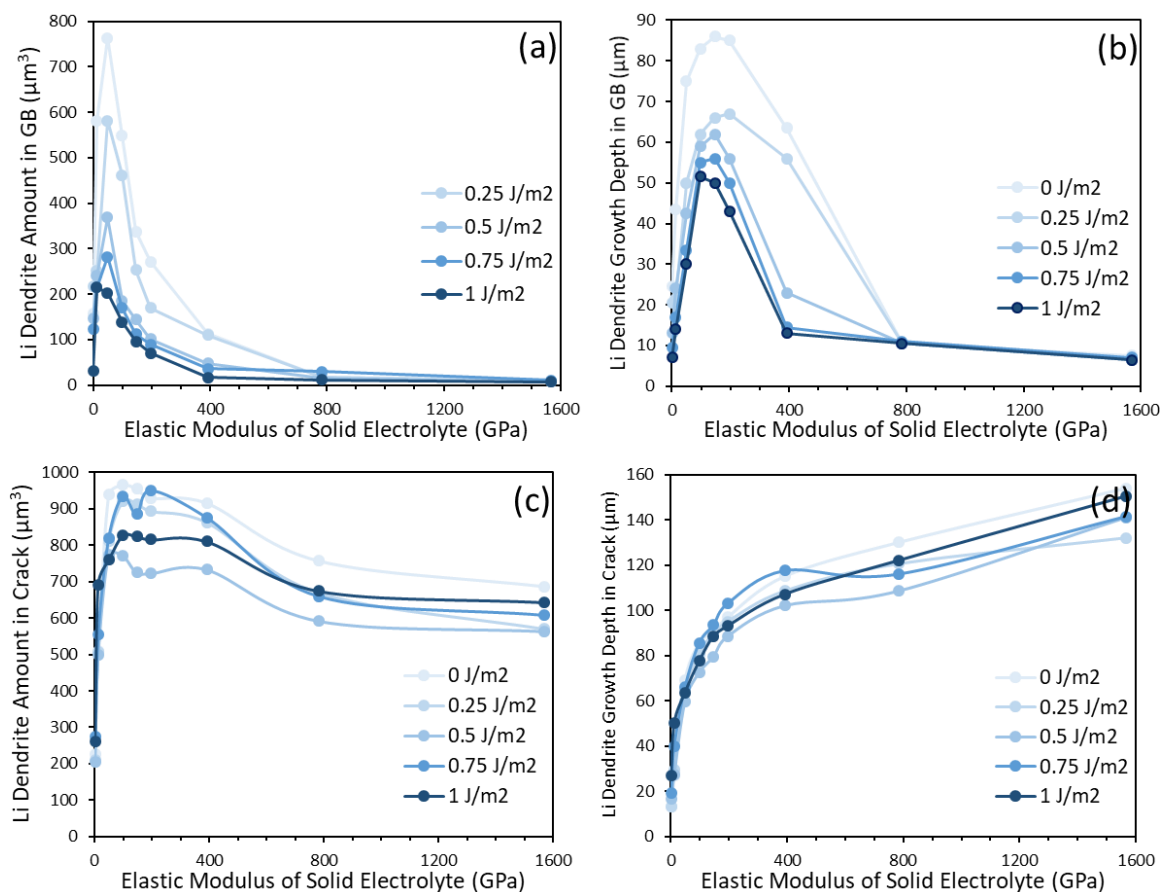 (a)
Li Dendrite Amount in GB (µm³)
800
700
600
500
400
300
200
100
0
0.25 J/m2
0.5 J/m2
0.75 J/m2
1 J/m2
0 400 800 1200 1600
Elastic Modulus of Solid Electrolyte (GPa)
(b)
Li Dendrite Growth Depth in GB (µm)
90
80
70
60
50
40
30
20
10
0
0 J/m2
0.25 J/m2
0.5 J/m2
0.75 J/m2
1 J/m2
0 400 800 1200 1600
Elastic Modulus of Solid Electrolyte (GPa)
(c)
Li Dendrite Amount in Crack (µm³)
1000
900
800
700
600
500
400
300
200
100
0
0 J/m2
0.25 J/m2
0.5 J/m2
0.75 J/m2
1 J/m2
0 400 800 1200 1600
Elastic Modulus of Solid Electrolyte (GPa)
(d)
Li Dendrite Growth Depth in Crack (µm)
160
140
120
100
80
60
40
20
0
0 J/m2
0.25 J/m2
0.5 J/m2
0.75 J/m2
1 J/m2
0 400 800 1200 1600
Elastic Modulus of Solid Electrolyte (GPa)